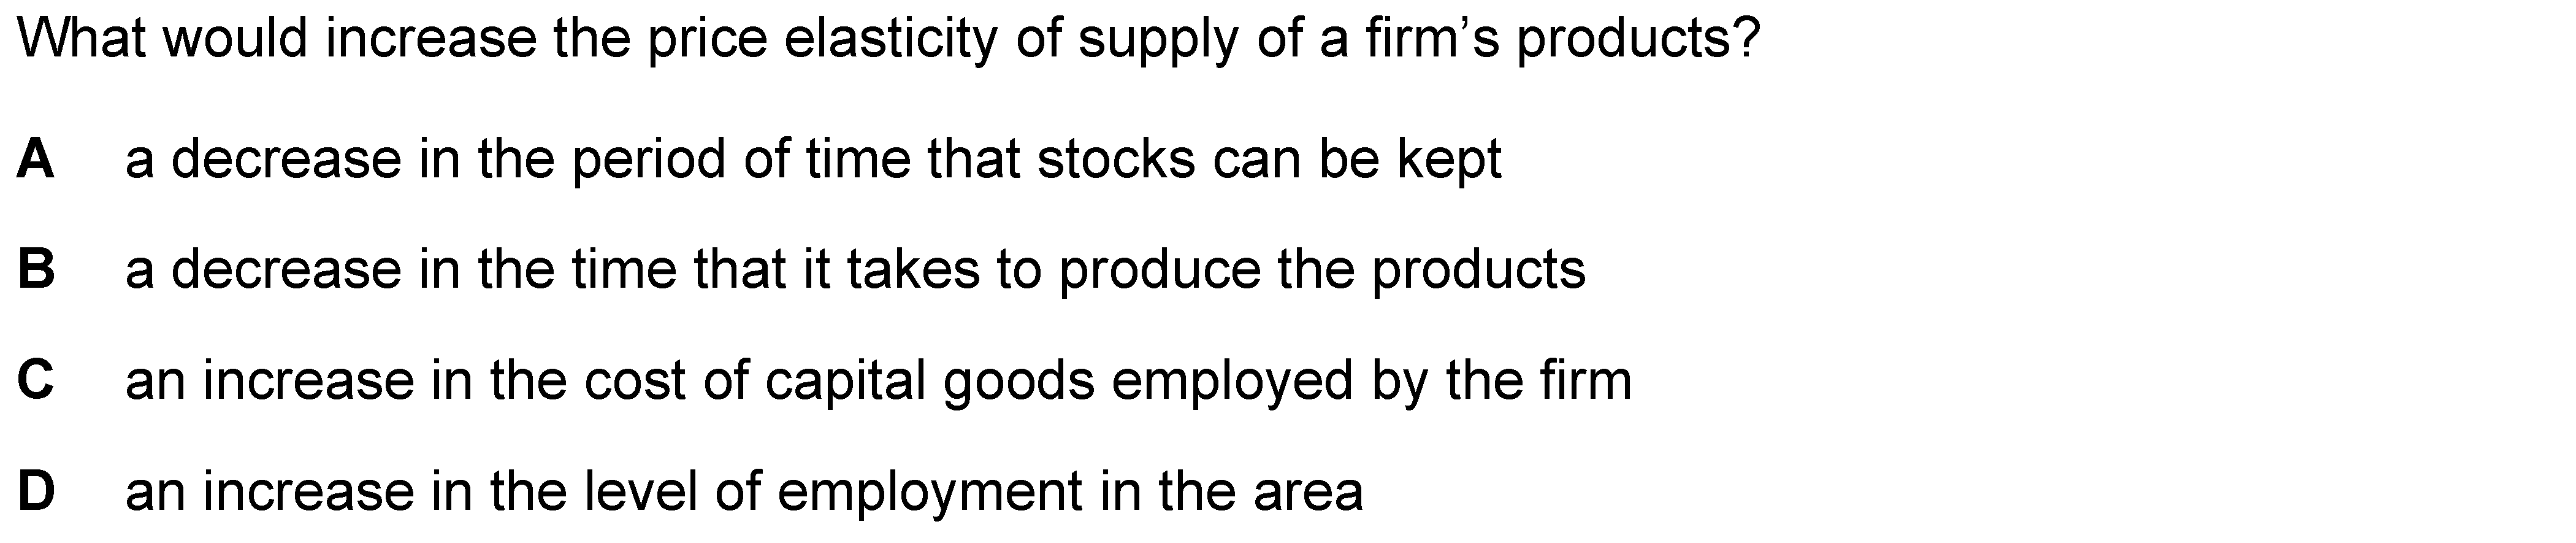 What would increase the price elasticity of supply of a firm’s products?
A a decrease in the period of time that stocks can be kept
B a decrease in the time that it takes to produce the products
C an increase in the cost of capital goods employed by the firm
D an increase in the level of employment in the area